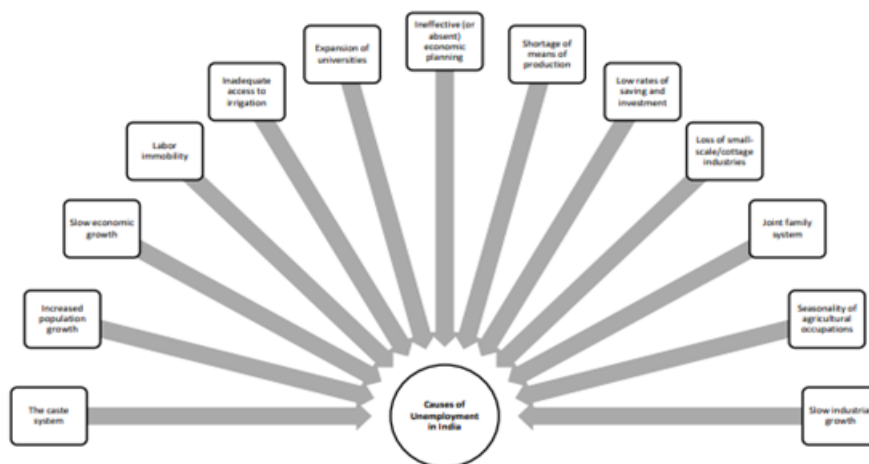 Ineffective (or
absent)
economic
planning
Expansion of
universities
Shortage of
means of
production
Inadequate
access to
irrigation
Low rates of
saving and
investment
Labor
immobility
Loss of small-
scale/cottage
industries
Slow economic
growth
Joint family
system
Increased
population
growth
Seasonality of
agricultural
occupations
The caste
system
Causes of
Unemployment
in India
Slow industrial
growth